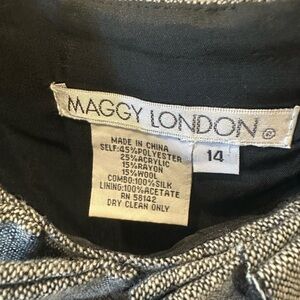 MAGGY LONDON®
14
MADE IN CHINA
SELF:45%POLYESTER
25%ACRYLIC
15%RAYON
15%WOOL
COMBO:100%SILK
LINING:100%ACETATE
RN 58142
DRY CLEAN ONLY